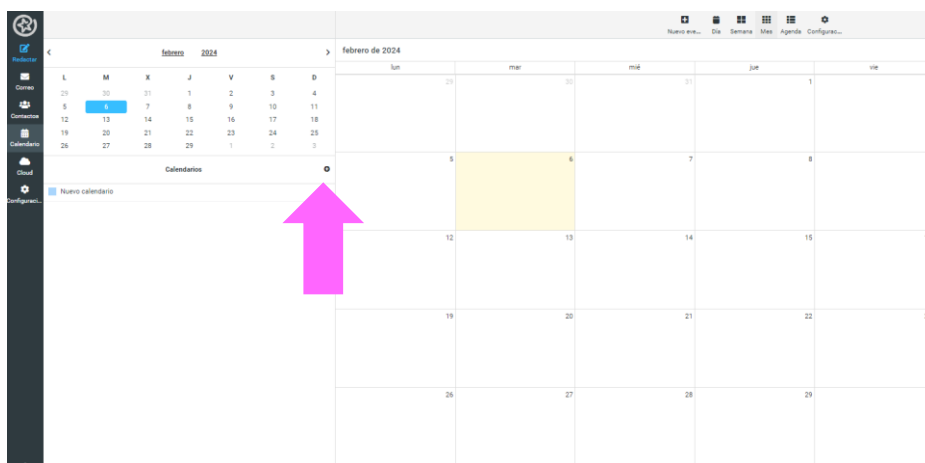 Nuevo eve... Día Semana Mes Agenda Configurac...
Redactar
Correo
Contactos
Calendario
Cloud
Configuraci...
febrero 2024
L M X J V S D
29 30 31 1 2 3 4
5 6 7 8 9 10 11
12 13 14 15 16 17 18
19 20 21 22 23 24 25
26 27 28 29 1 2 3
Calendarios
Nuevo calendario
febrero de 2024
lun mar mié jue vie
29 30 31 1
5 6 7 8
12 13 14 15
19 20 21 22
26 27 28 29